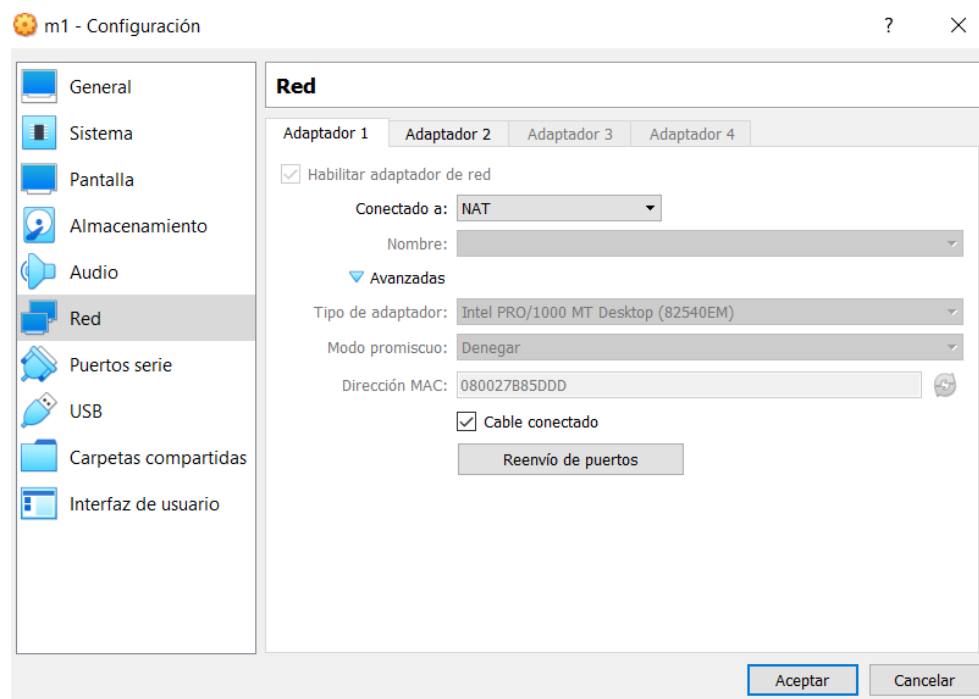 m1 - Configuración
?
General
Sistema
Pantalla
Almacenamiento
Audio
Red
Puertos serie
USB
Carpetas compartidas
Interfaz de usuario
Red
Adaptador 1 Adaptador 2 Adaptador 3 Adaptador 4
Habilitar adaptador de red
Conectado a: NAT
Nombre:
Avanzadas
Tipo de adaptador: Intel PRO/1000 MT Desktop (82540EM)
Modo promiscuo: Denegar
Dirección MAC: 080027B85DDD
Cable conectado
Reenvío de puertos
Aceptar Cancelar